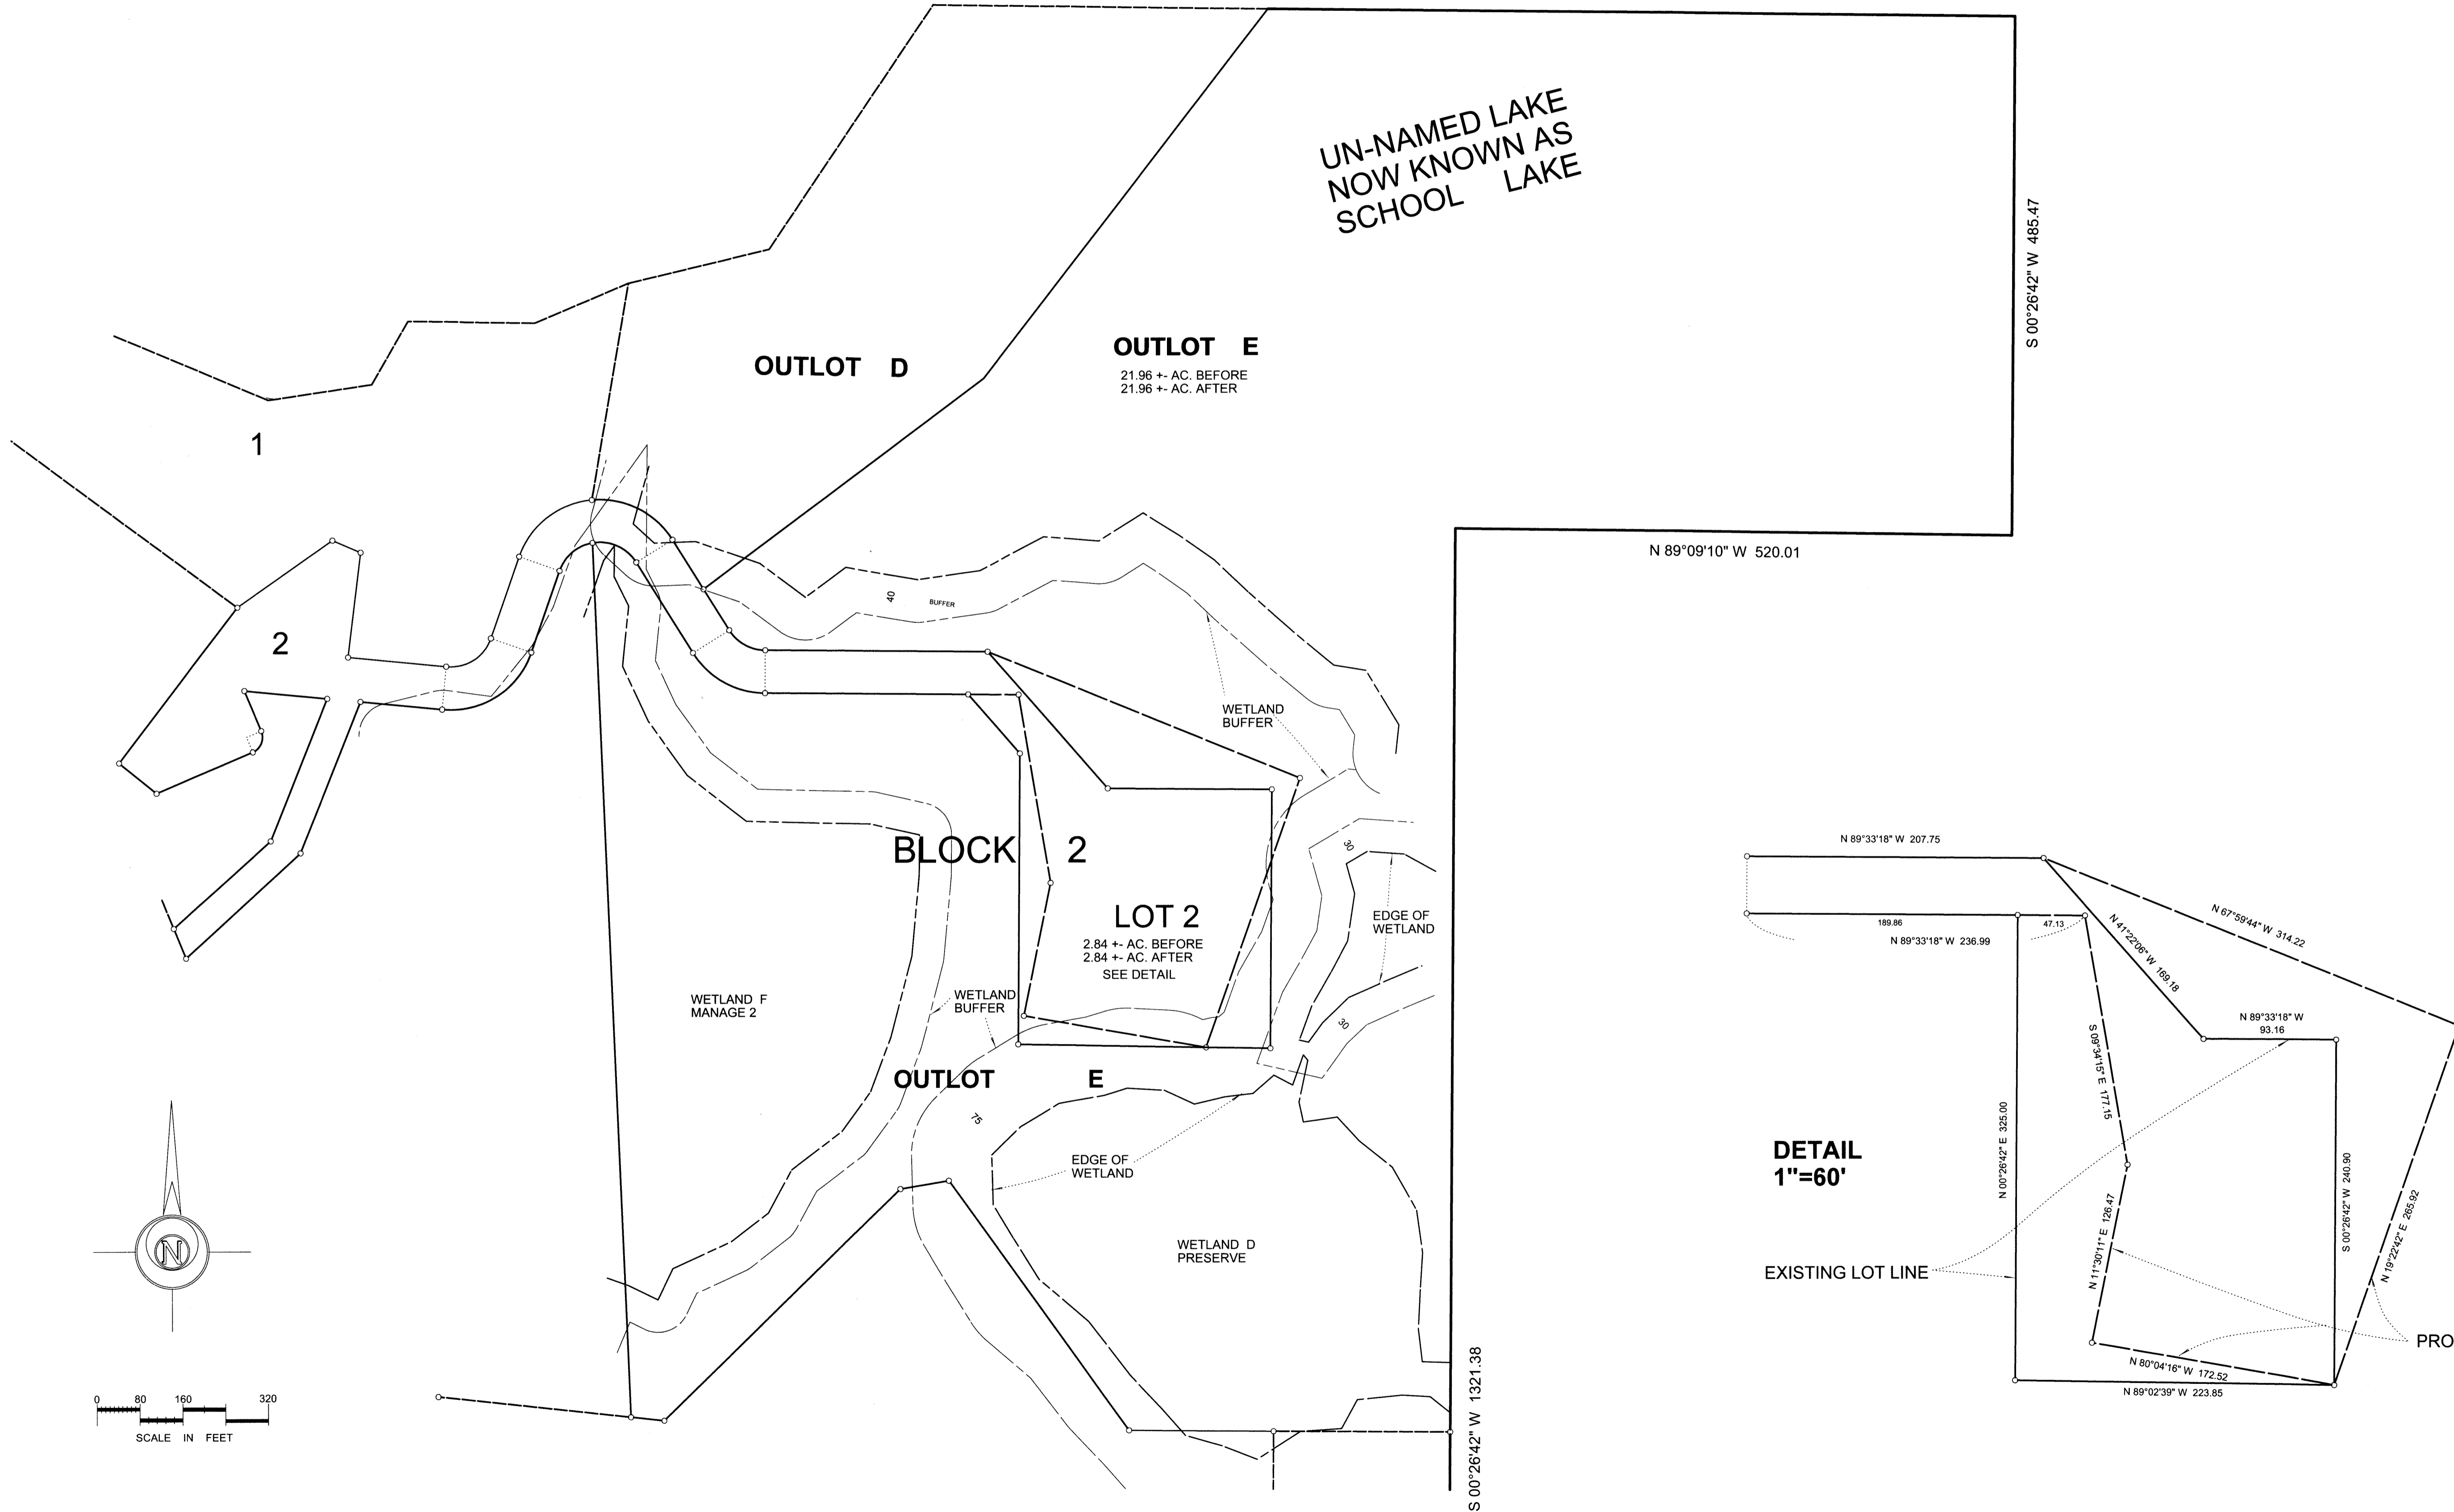 UN-NAMED LAKE
NOW KNOWN AS
SCHOOL LAKE
S 00°26'42" W 485.47
OUTLOT D
OUTLOT E
21.96 +- AC. BEFORE
21.96 +- AC. AFTER
1
N 89°09'10" W 520.01
40
BUFFER
2
WETLAND
BUFFER
BLOCK 2
30
LOT 2
2.84 +- AC. BEFORE
2.84 +- AC. AFTER
SEE DETAIL
EDGE OF
WETLAND
WETLAND F
MANAGE 2
WETLAND
BUFFER
30
OUTLOT E
75
EDGE OF
WETLAND
WETLAND D
PRESERVE
S 00°26'42" W 1321.38
N
0 80 160 320
SCALE IN FEET
N 89°33'18" W 207.75
N 67°59'44" W 314.22
189.86
47.13
N 89°33'18" W 236.99
N 41°22'06" W 169.18
N 89°33'18" W
93.16
S 09°34'15" E 177.15
N 00°26'42" E 325.00
DETAIL
1"=60'
S 00°26'42" W 240.90
N 11°30'11" E 126.47
N 19°22'42" E 265.92
EXISTING LOT LINE
PRO
N 80°04'16" W 172.52
N 89°02'39" W 223.85